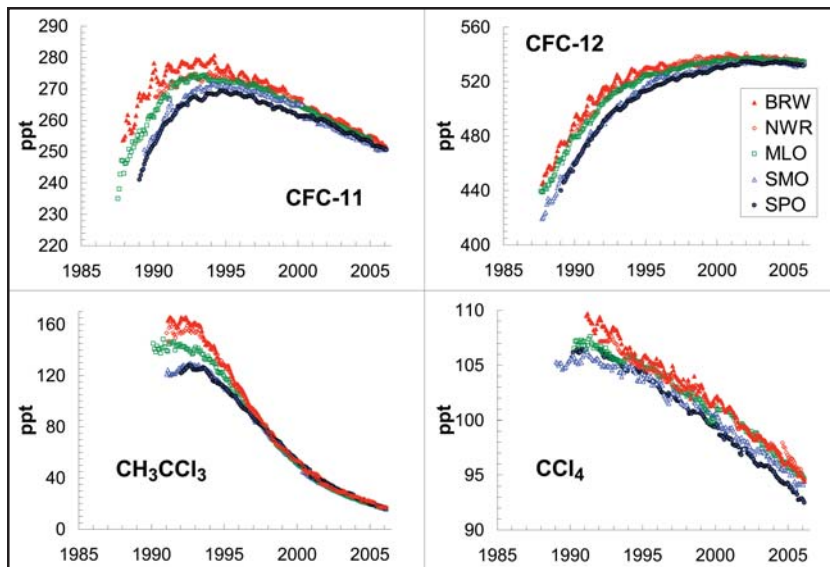 290
280
270
260
250
240
230
220
ppt
CFC-11
1985 1990 1995 2000 2005
560
520
480
440
400
ppt
CFC-12
BRW
NWR
MLO
SMO
SPO
1985 1990 1995 2000 2005
160
120
80
40
0
ppt
CH₃CCl₃
1985 1990 1995 2000 2005
110
105
100
95
90
ppt
CCl₄
1985 1990 1995 2000 2005